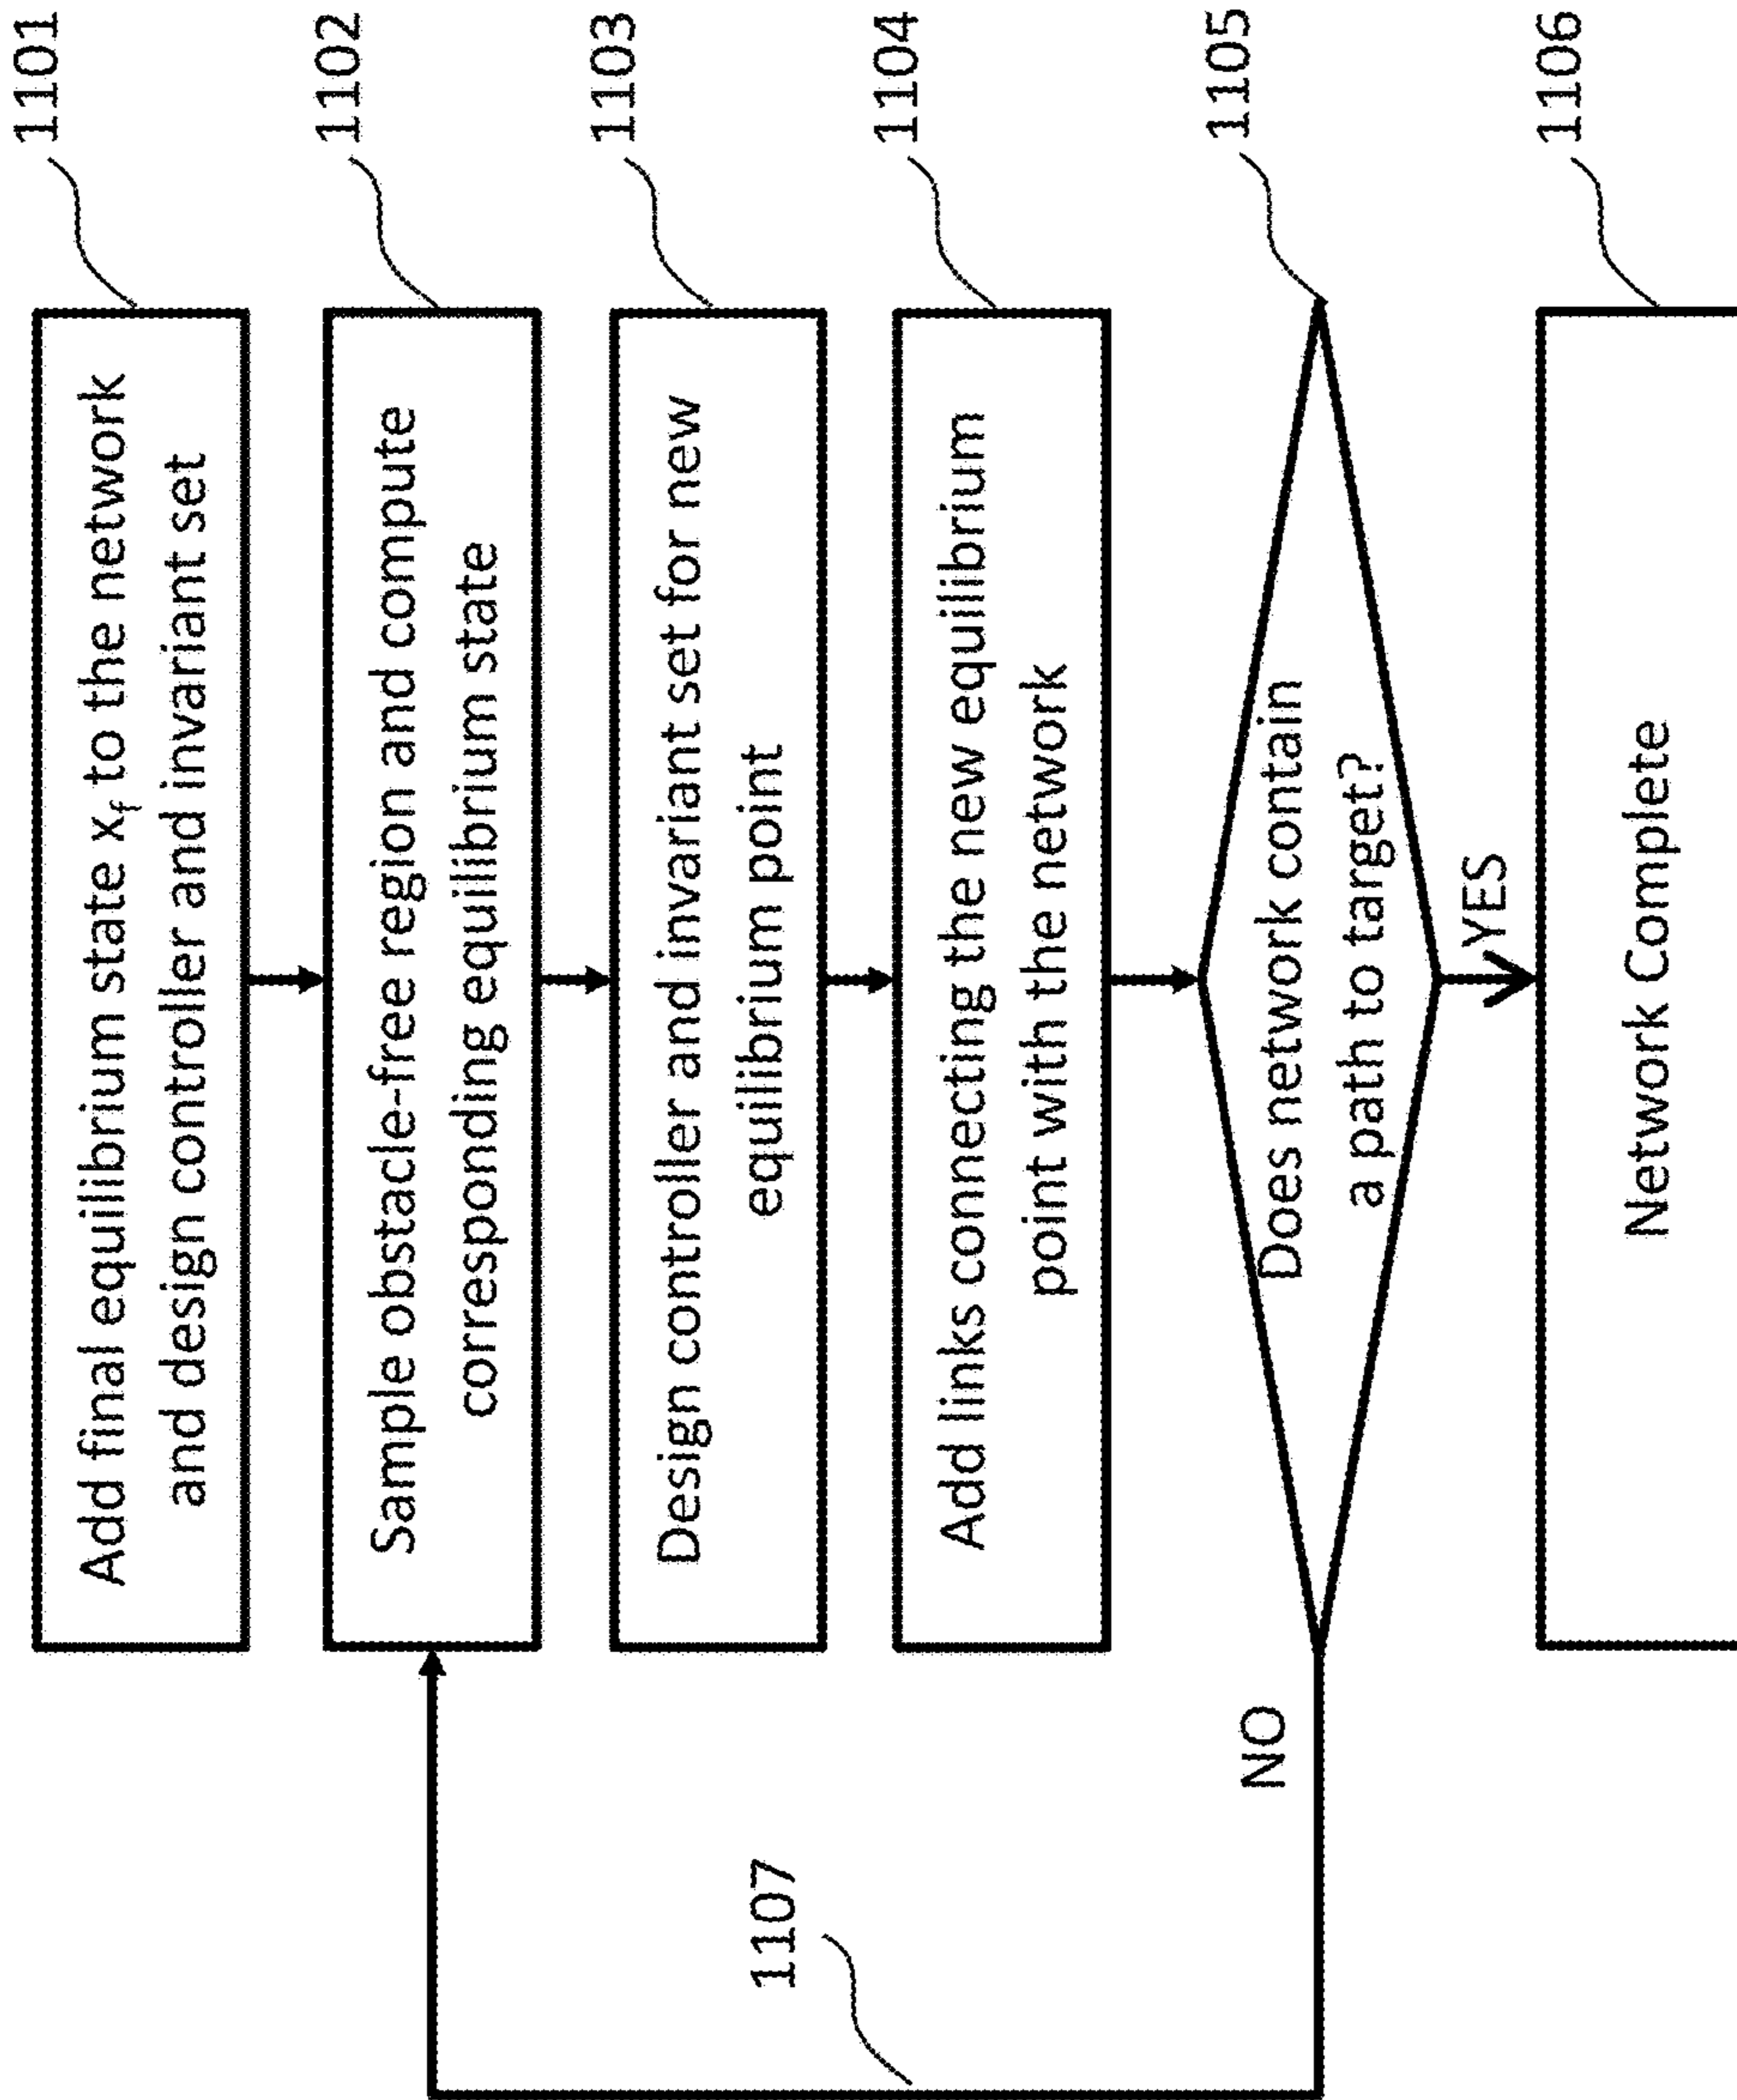 Add final equilibrium state x_f to the network
and design controller and invariant set
1101
Sample obstacle-free region and compute
corresponding equilibrium state
1102
Design controller and invariant set for new
equilibrium point
1103
Add links connecting the new equilibrium
point with the network
1104
1107
NO
Does network contain
a path to target?
1105
YES
Network Complete
1106